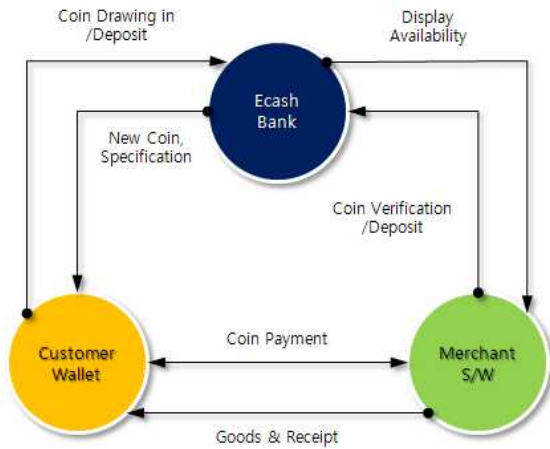 Coin Drawing in
/Deposit
Display
Availability
Ecash
Bank
New Coin,
Specification
Coin Verification
/Deposit
Customer
Wallet
Coin Payment
Merchant
S/W
Goods & Receipt